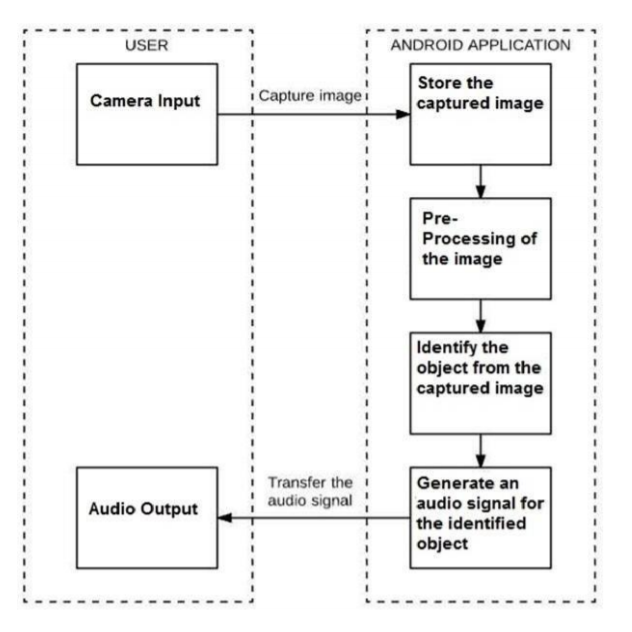 USER
ANDROID APPLICATION
Camera Input
Capture image
Store the
captured image
Pre-
Processing of
the image
Identify the
object from the
captured image
Generate an
audio signal for
the identified
object
Transfer the
audio signal
Audio Output